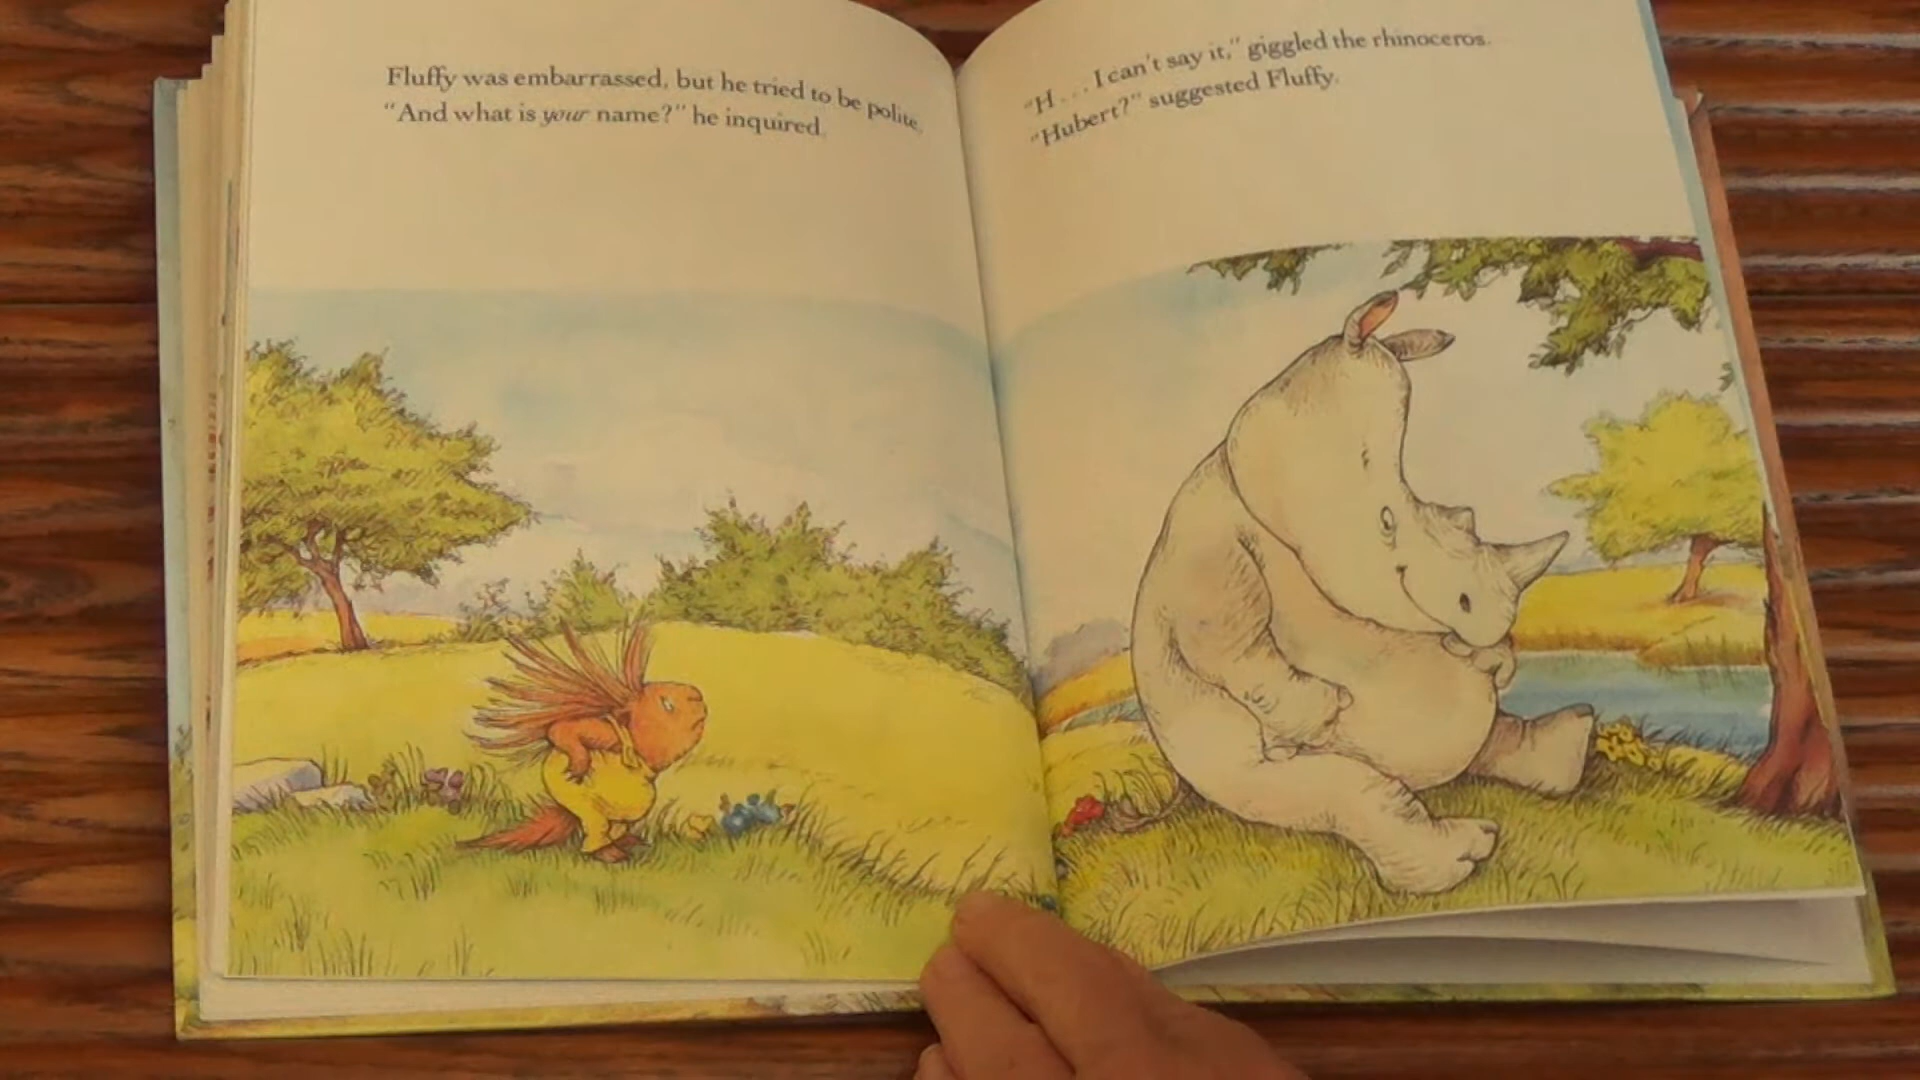 Fluffy was embarrassed, but he tried to be polite.
"And what is your name?" he inquired.
"H . . . I can't say it," giggled the rhinoceros.
"Hubert?" suggested Fluffy.